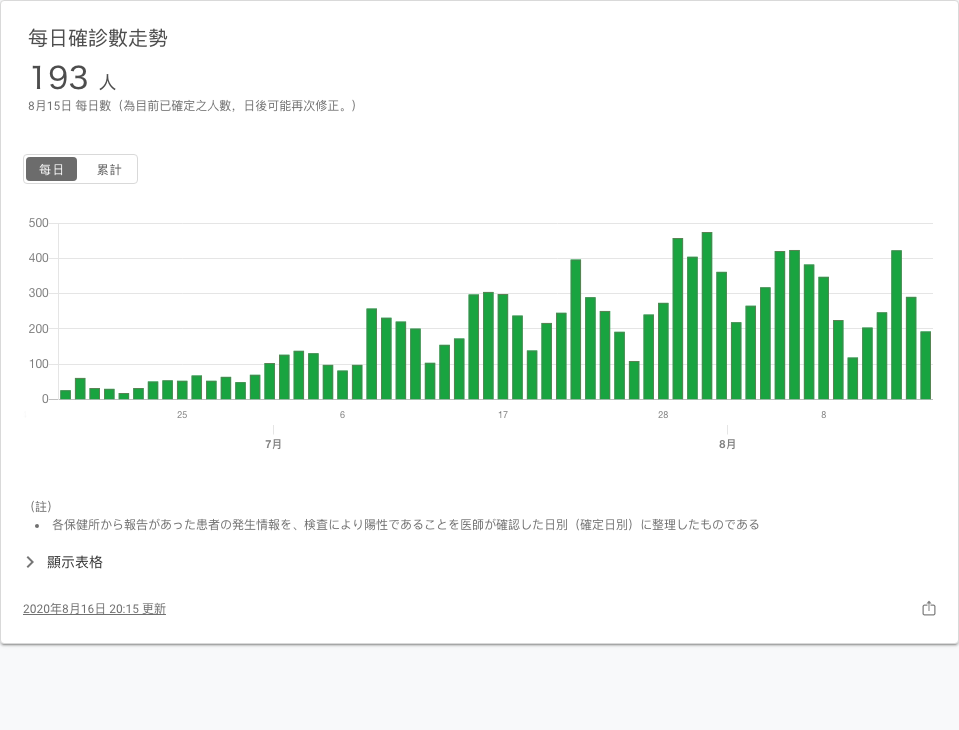 每日確診數走勢
193 人
8月15日 每日數（為目前已確定之人數，日後可能再次修正。）
每日 累計
500
400
300
200
100
0
25 6 17 28 8
7月 8月
（註）
• 各保健所から報告があった患者の発生情報を、検査により陽性であることを医師が確認した日別（確定日別）に整理したものである
顯示表格
2020年8月16日 20:15 更新